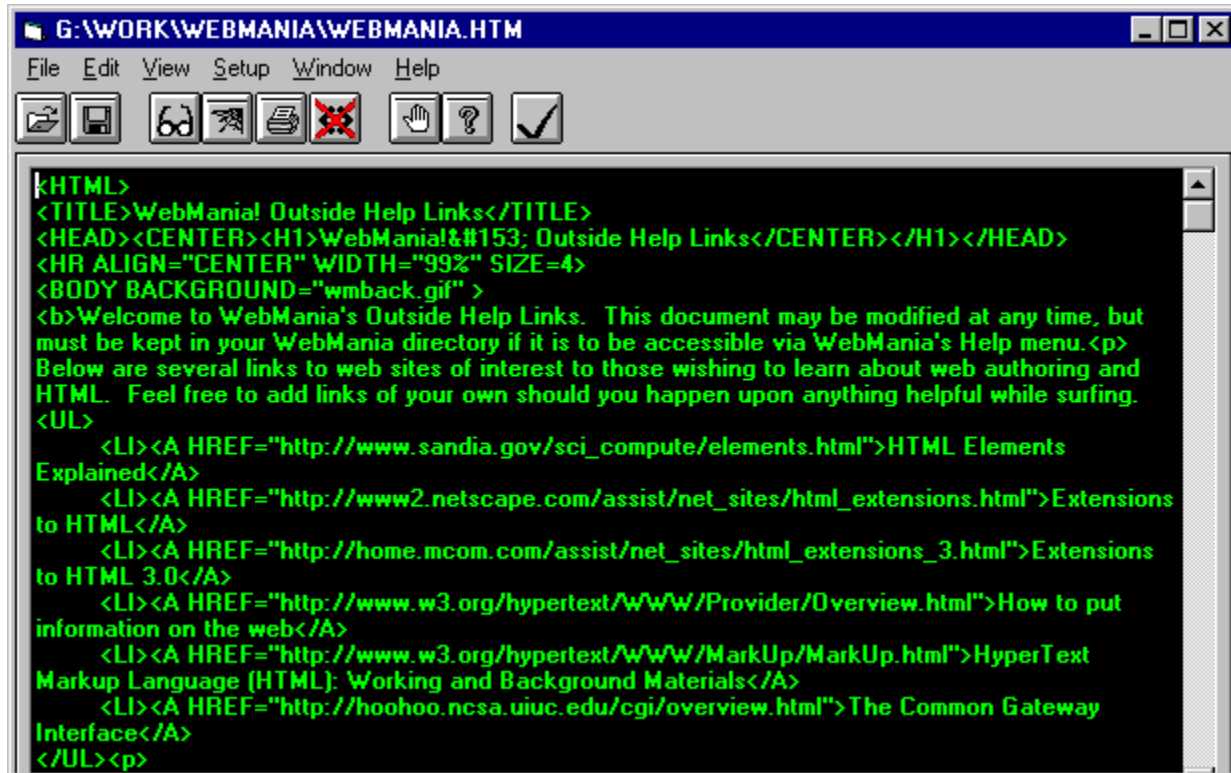 G:\WORK\WEBMANIA\WEBMANIA.HTM
File Edit View Setup Window Help
<HTML>
<TITLE>WebMania! Outside Help Links</TITLE>
<HEAD><CENTER><H1>WebMania!&#153; Outside Help Links</CENTER></H1></HEAD>
<HR ALIGN="CENTER" WIDTH="99%" SIZE=4>
<BODY BACKGROUND="wmback.gif" >
<b>Welcome to WebMania's Outside Help Links.  This document may be modified at any time, but
must be kept in your WebMania directory if it is to be accessible via WebMania's Help menu.<p>
Below are several links to web sites of interest to those wishing to learn about web authoring and
HTML.  Feel free to add links of your own should you happen upon anything helpful while surfing.
<UL>
<LI><A HREF="http://www.sandia.gov/sci_compute/elements.html">HTML Elements
Explained</A>
<LI><A HREF="http://www2.netscape.com/assist/net_sites/html_extensions.html">Extensions
to HTML</A>
<LI><A HREF="http://home.mcom.com/assist/net_sites/html_extensions_3.html">Extensions
to HTML 3.0</A>
<LI><A HREF="http://www.w3.org/hypertext/WWW/Provider/Overview.html">How to put
information on the web</A>
<LI><A HREF="http://www.w3.org/hypertext/WWW/MarkUp/MarkUp.html">HyperText
Markup Language (HTML): Working and Background Materials</A>
<LI><A HREF="http://hoohoo.ncsa.uiuc.edu/cgi/overview.html">The Common Gateway
Interface</A>
</UL><p>